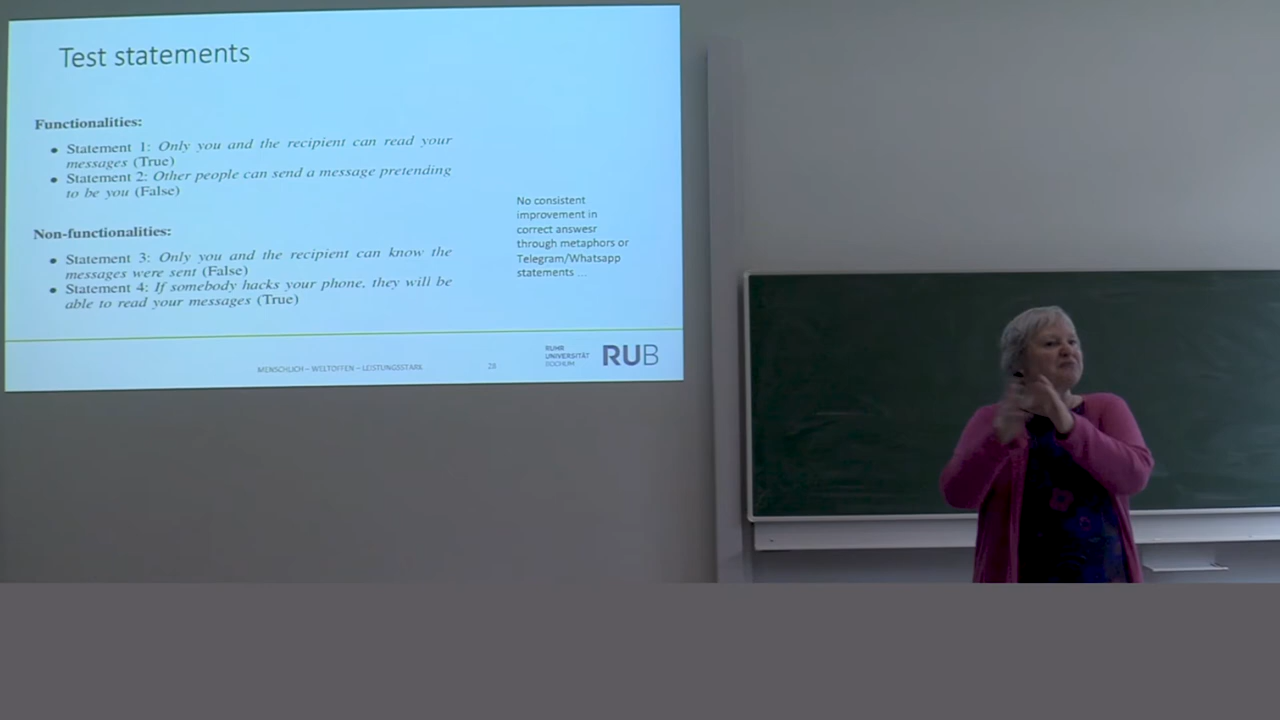 Test statements
Functionalities:
• Statement 1: Only you and the recipient can read your
messages (True)
• Statement 2: Other people can send a message pretending
to be you (False)
Non-functionalities:
• Statement 3: Only you and the recipient can know the
messages were sent (False)
• Statement 4: If somebody hacks your phone, they will be
able to read your messages (True)
No consistent
improvement in
correct answesr
through metaphors or
Telegram/Whatsapp
statements ...
MENSCHLICH – WELTOFFEN – LEISTUNGSSTARK
28
RUHR
UNIVERSITÄT
BOCHUM
RUB